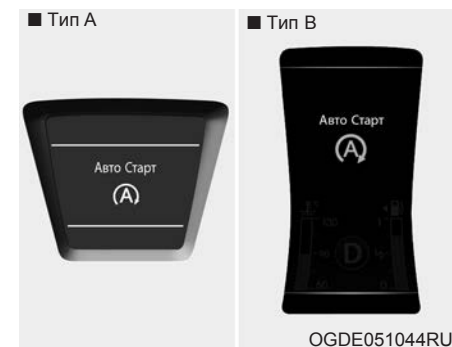 ■ Тип A
Авто Старт
(A)
■ Тип B
Авто Старт
(A)
D
OGDE051044RU